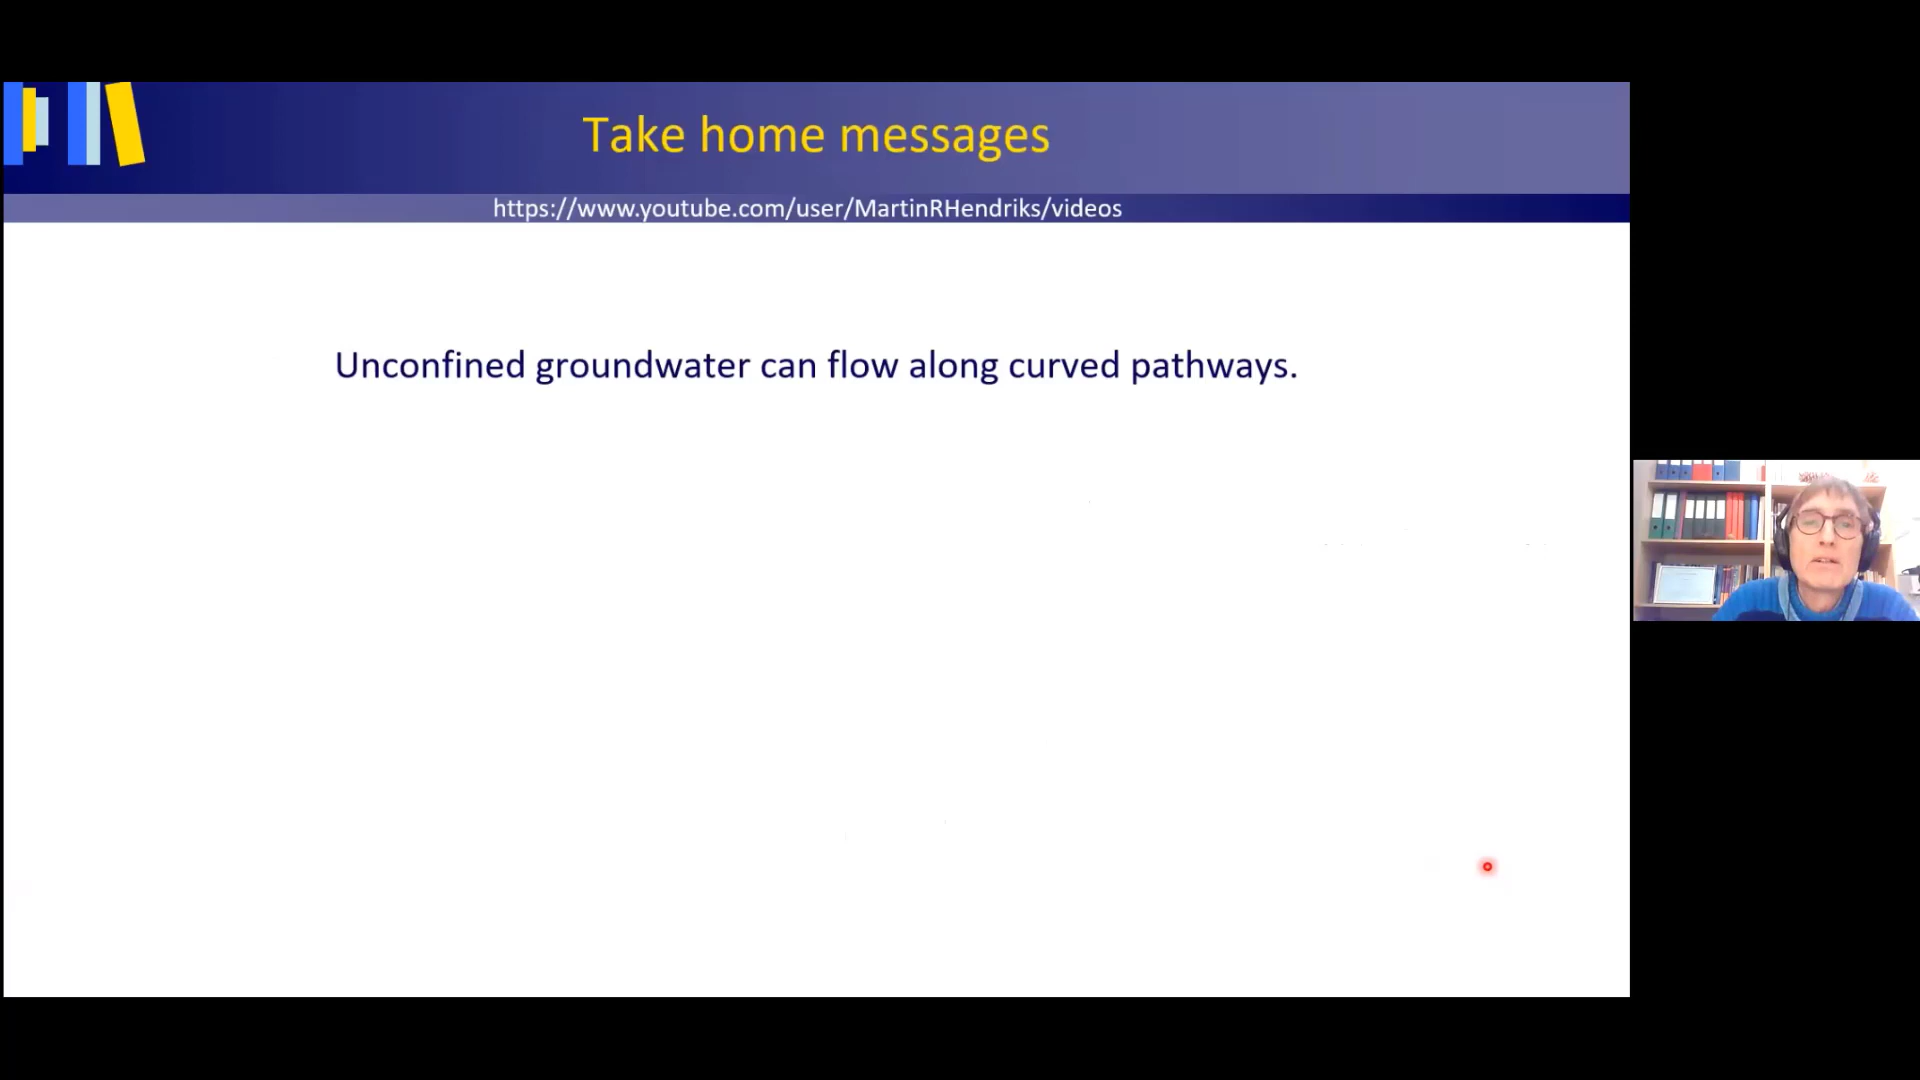 Take home messages
https://www.youtube.com/user/MartinRHendriks/videos
Unconfined groundwater can flow along curved pathways.